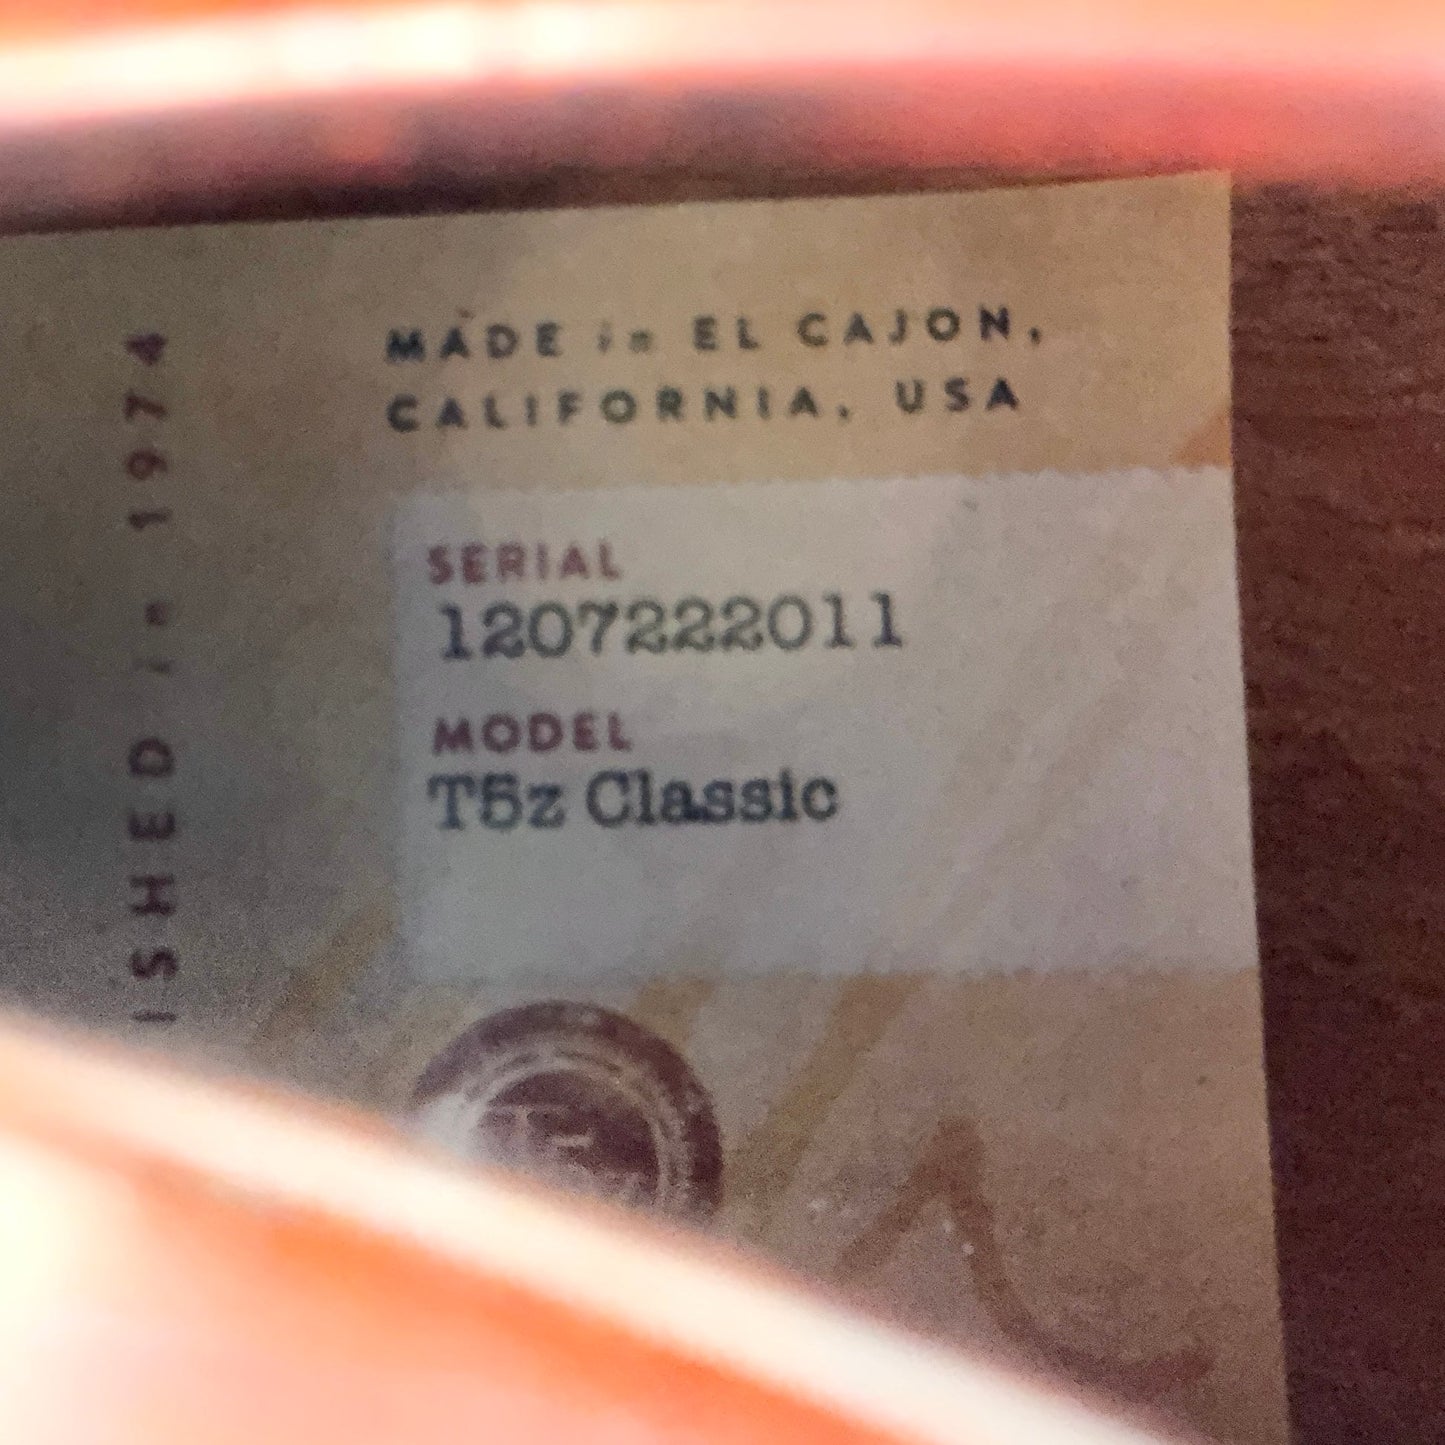 MADE in EL CAJON,
CALIFORNIA, USA
SERIAL
1207222011
MODEL
T5z Classic
ISHED in 1974